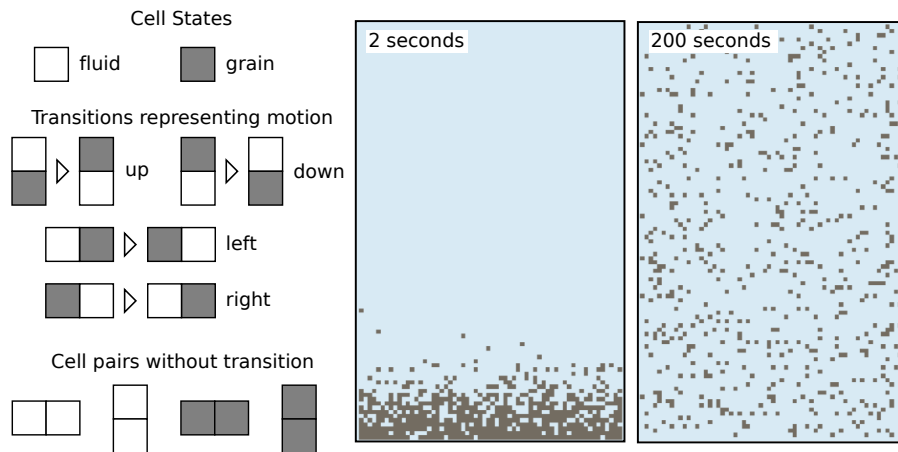 Cell States
fluid
grain
Transitions representing motion
up
down
left
right
Cell pairs without transition
2 seconds
200 seconds